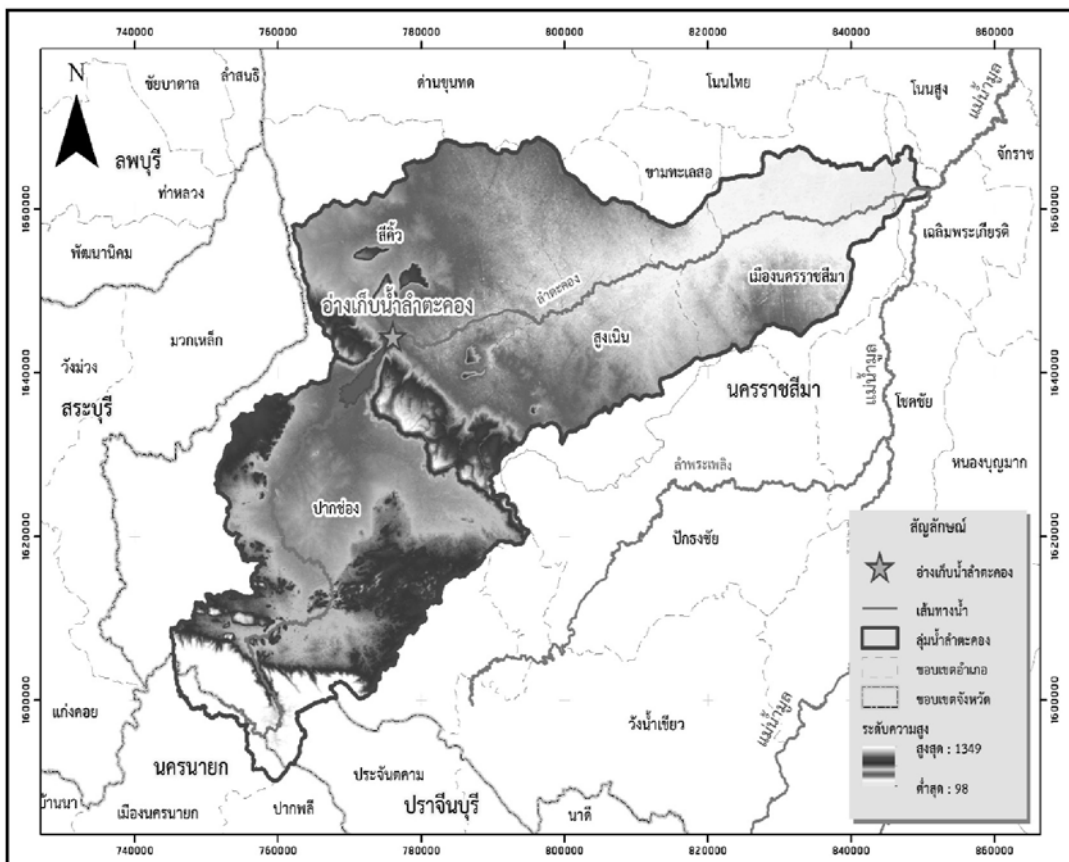 740000 760000 780000 800000 820000 840000 860000
N
ชัยบาดาล
ลำสนธิ
ด่านขุนทด
โนนไทย
โนนสูง
แม่น้ำมูล
จักราช
ลพบุรี
ท่าหลวง
ขามทะเลสอ
1660000
1660000
พัฒนานิคม
สีคิ้ว
เฉลิมพระเกียรติ
เมืองนครราชสีมา
ลำตะคอง
อ่างเก็บน้ำลำตะคอง
สูงเนิน
มวกเหล็ก
วังม่วง
1640000
1640000
สระบุรี
นครราชสีมา
แม่น้ำมูล
โชคชัย
ลำพระเพลิง
หนองบุญมาก
ปากช่อง
ปักธงชัย
1620000
1620000
สัญลักษณ์
อ่างเก็บน้ำลำตะคอง
เส้นทางน้ำ
ลุ่มน้ำลำตะคอง
ขอบเขตอำเภอ
ขอบเขตจังหวัด
ระดับความสูง
สูงสุด : 1349
ต่ำสุด : 98
1600000
1600000
แก่งคอย
วังน้ำเขียว
แม่น้ำมูล
นครนายก
ประจันตคาม
บ้านนา
เมืองนครนายก
ปากพลี
ปราจีนบุรี
นาดี
740000 760000 780000 800000 820000 840000 860000